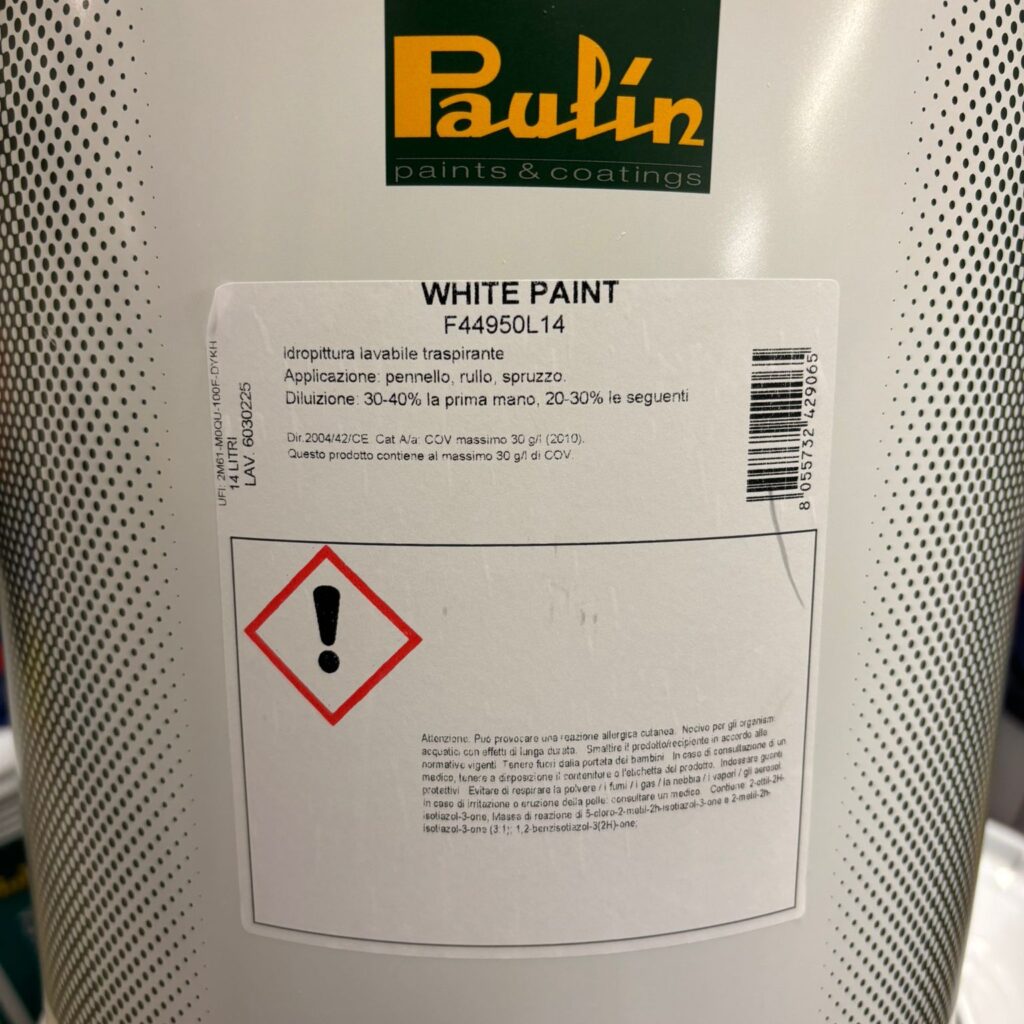 Paulin
paints & coatings
WHITE PAINT
F44950L14
Idropittura lavabile traspirante
Applicazione: pennello, rullo, spruzzo.
Diluizione: 30-40% la prima mano, 20-30% le seguenti
Dir.2004/42/CE Cat A/a: COV massimo 30 g/l (2010).
Questo prodotto contiene al massimo 30 g/l di COV.
UFI: 2M61-M0QU-100F-DYKH
14 LITRI
LAV. 6030225
8 055732 429065
Attenzione. Può provocare una reazione allergica cutanea. Nocivo per gli organismi
acquatici con effetti di lunga durata. Smaltire il prodotto/recipiente in accordo alle
normative vigenti Tenere fuori dalla portata dei bambini In caso di consultazione di un
medico, tenere a disposizione il contenitore o l'etichetta del prodotto. Indossare guanti
protettivi Evitare di respirare la polvere / i fumi / i gas / la nebbia / i vapori / gli aerosol.
In caso di irritazione o eruzione della pelle: consultare un medico. Contiene: 2-ottil-2H-
isotiazol-3-one, Massa di reazione di 5-cloro-2-metil-2h-isotiazol-3-one e 2-metil-2h-
isotiazol-3-one (3:1); 1,2-benzisotiazol-3(2H)-one;